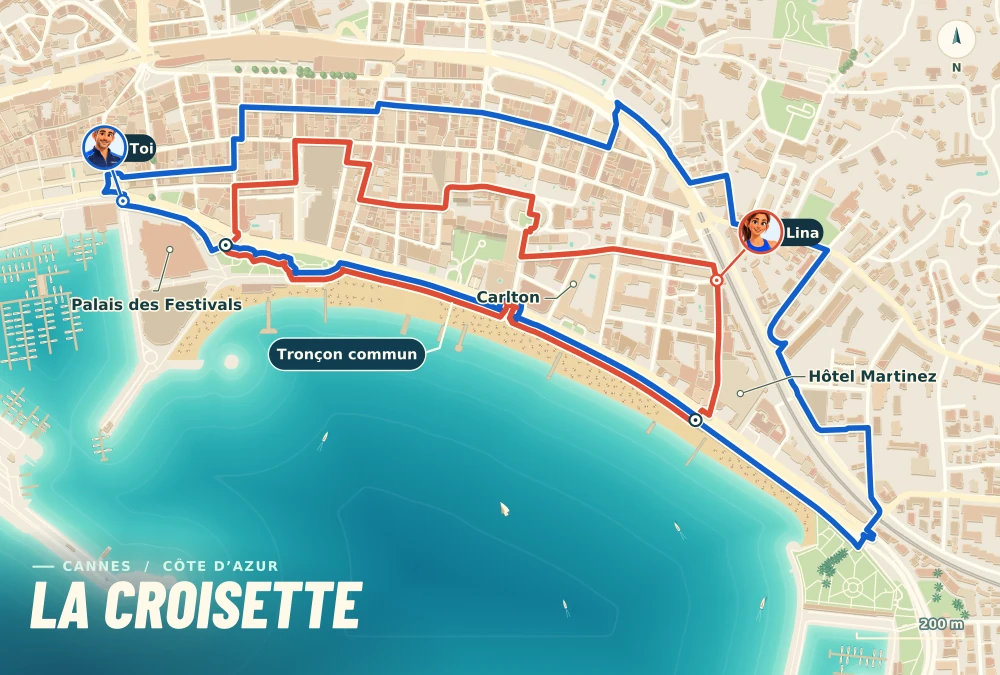 N
Toi
Lina
Palais des Festivals
Carlton
Tronçon commun
Hôtel Martinez
CANNES / CÔTE D’AZUR
LA CROISETTE
200 m